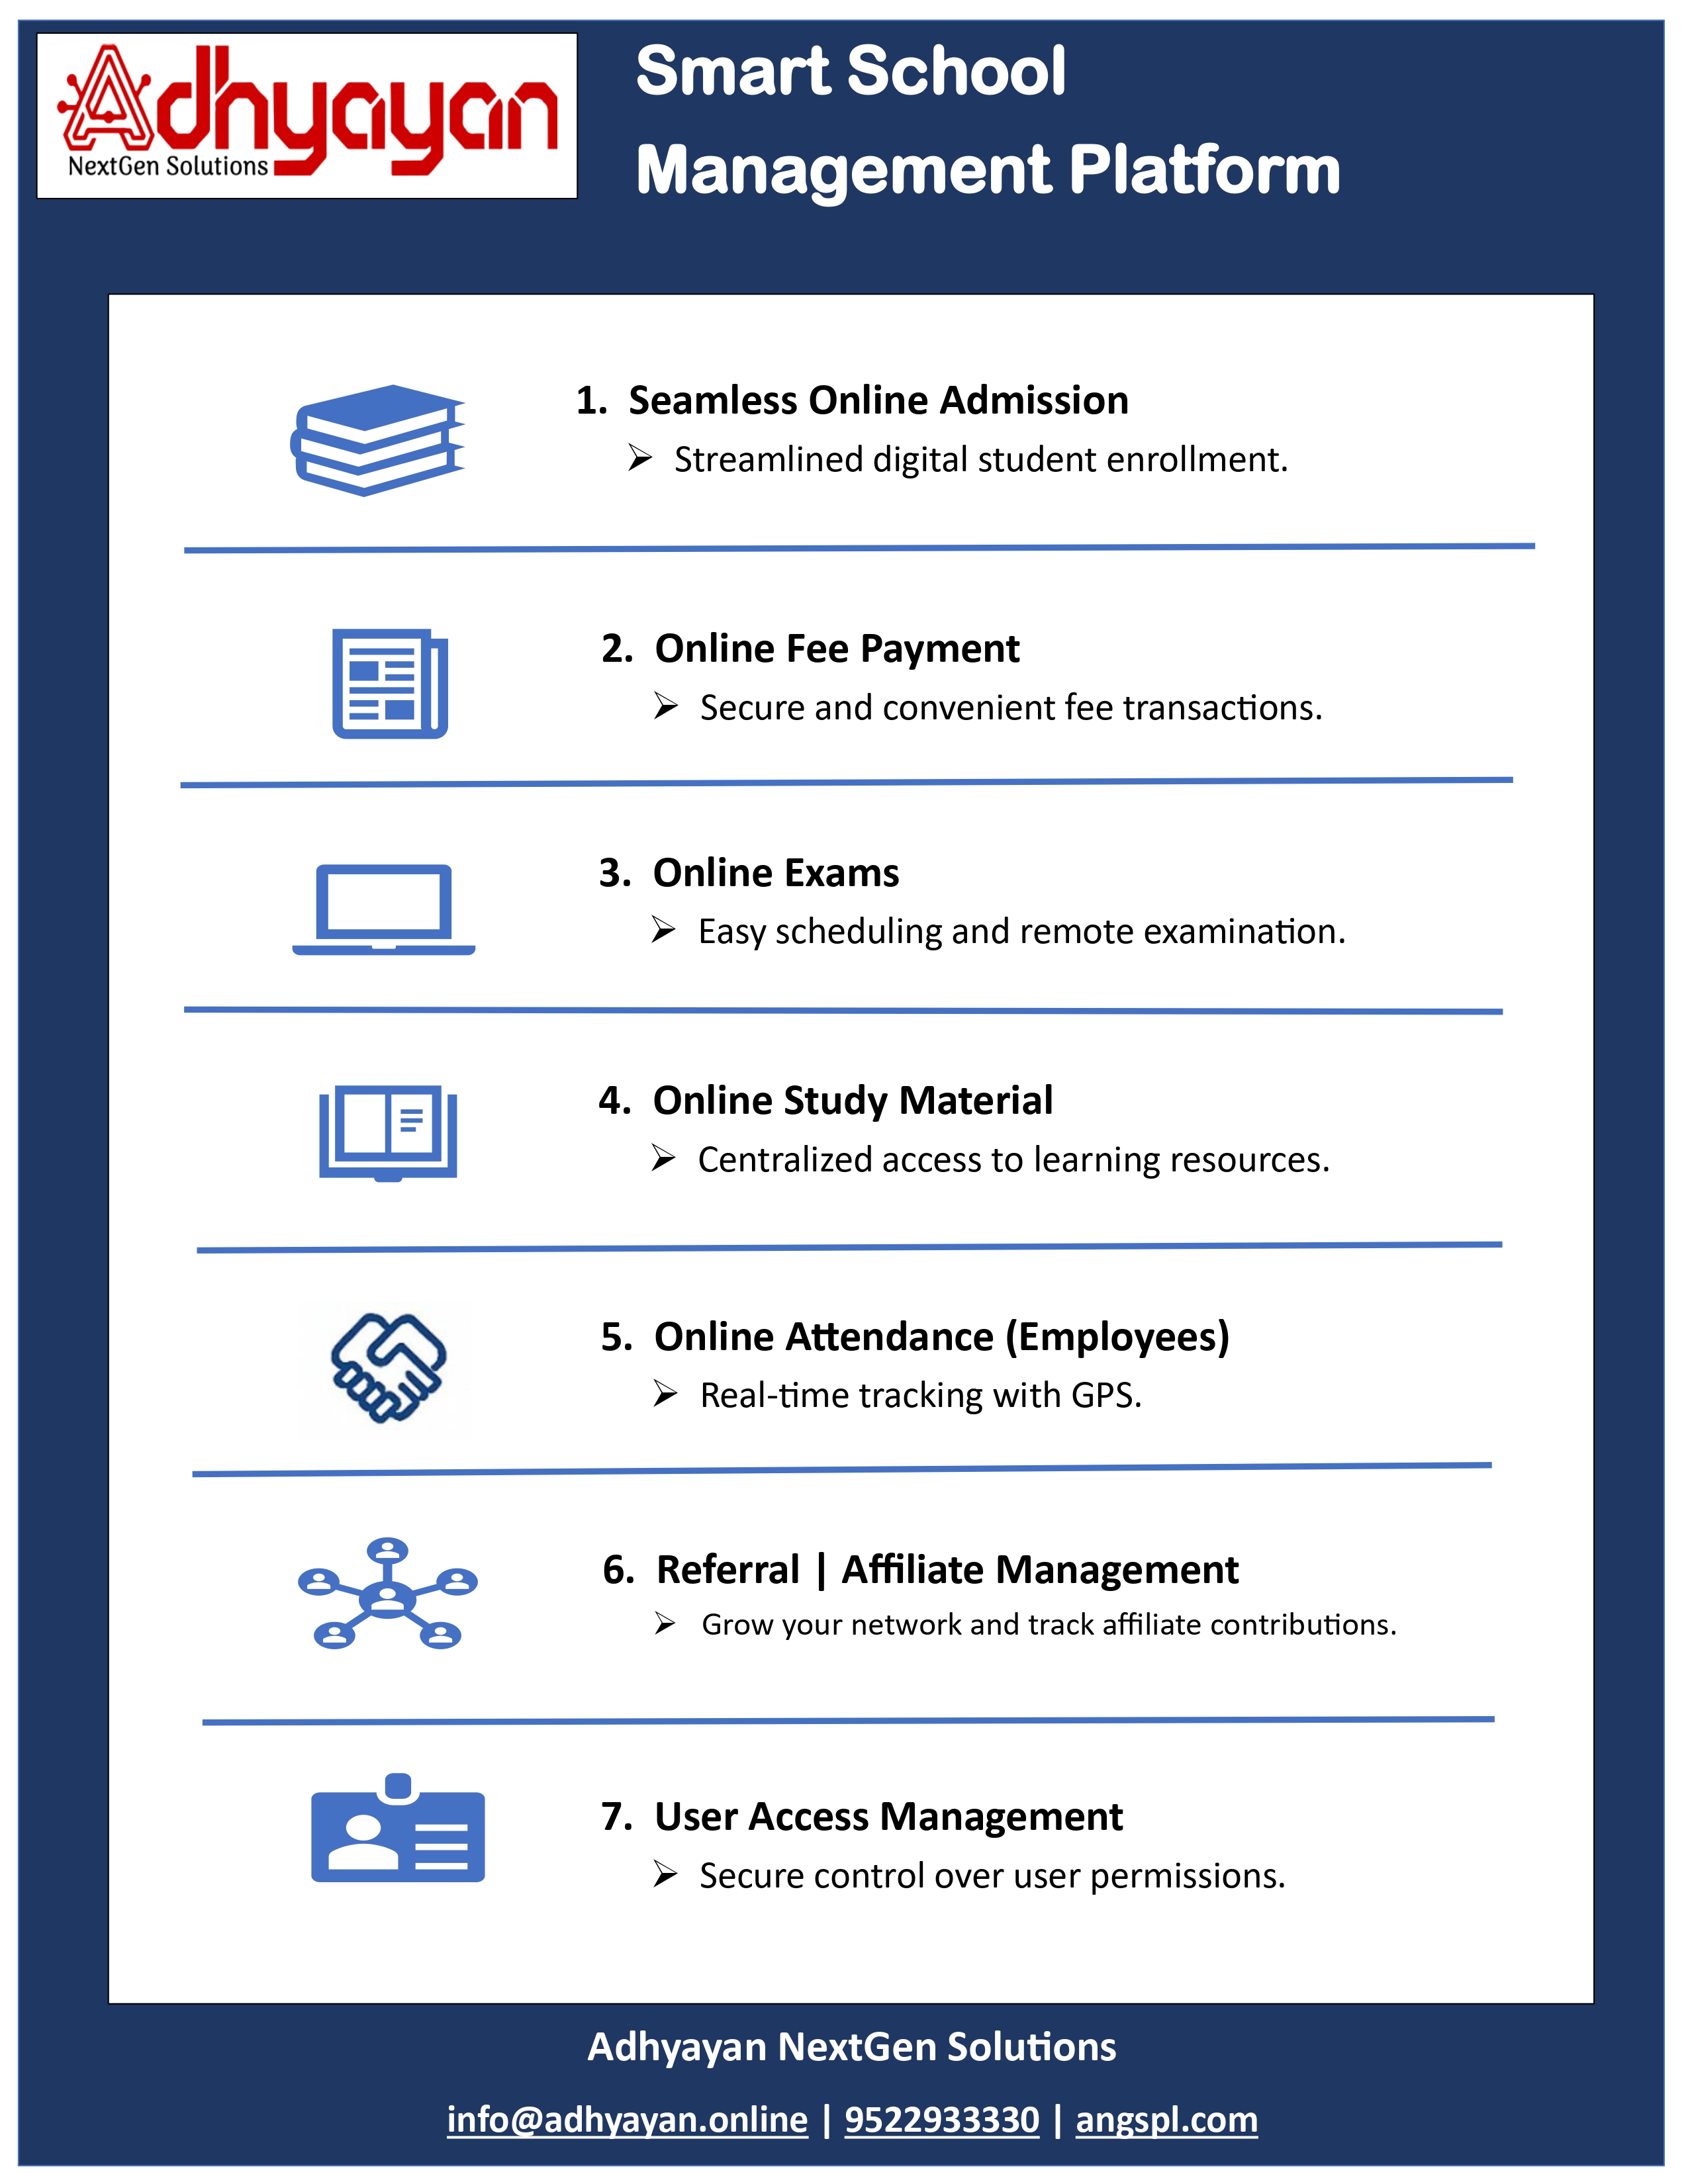 Adhyayan
NextGen Solutions
Smart School
Management Platform
1. Seamless Online Admission
➢ Streamlined digital student enrollment.
2. Online Fee Payment
➢ Secure and convenient fee transactions.
3. Online Exams
➢ Easy scheduling and remote examination.
4. Online Study Material
➢ Centralized access to learning resources.
5. Online Attendance (Employees)
➢ Real-time tracking with GPS.
6. Referral | Affiliate Management
➢ Grow your network and track affiliate contributions.
7. User Access Management
➢ Secure control over user permissions.
Adhyayan NextGen Solutions
info@adhyayan.online | 9522933330 | angspl.com